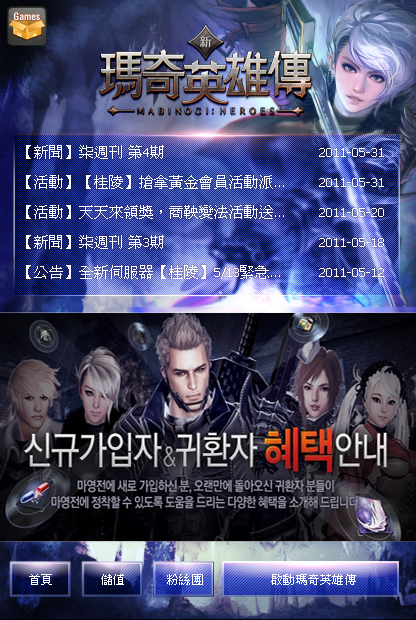 Games
新
瑪奇英雄傳
MABINOGI:HEROES
【新聞】柒週刊 第4期 2011-05-31
【活動】【桂陵】搶拿黃金會員活動派... 2011-05-31
【活動】天天來領獎，商鞅變法活動送... 2011-05-20
【新聞】柒週刊 第3期 2011-05-18
【公告】全新伺服器【桂陵】5/13緊急... 2011-05-12
신규가입자&귀환자 혜택안내
마영전에 새로 가입하신 분, 오랜만에 돌아오신 귀환자 분들이
마영전에 정착할 수 있도록 도움을 드리는 다양한 혜택을 소개해 드립니다
首頁 儲值 粉絲團 啟動瑪奇英雄傳